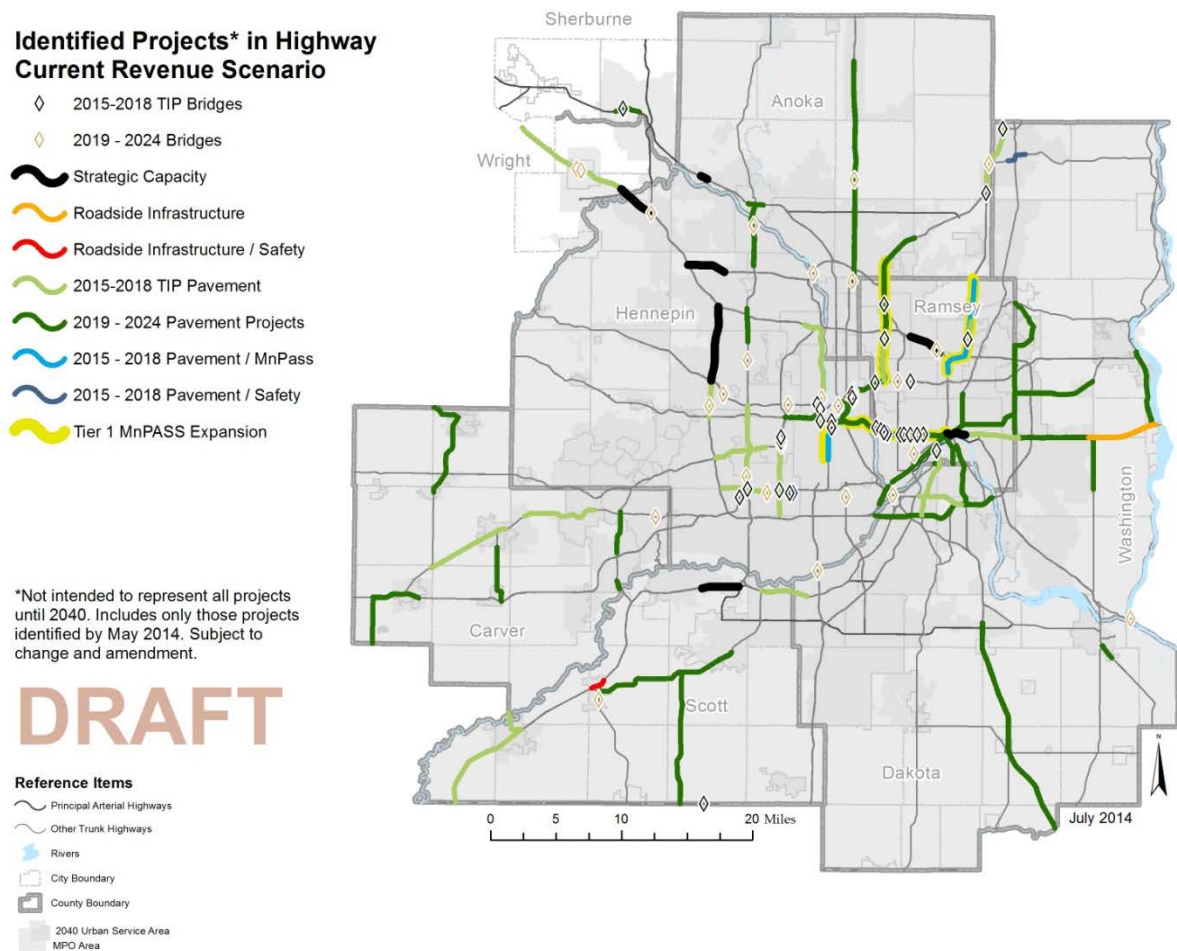 Identified Projects* in Highway
Current Revenue Scenario
2015-2018 TIP Bridges
2019 - 2024 Bridges
Strategic Capacity
Roadside Infrastructure
Roadside Infrastructure / Safety
2015-2018 TIP Pavement
2019 - 2024 Pavement Projects
2015 - 2018 Pavement / MnPass
2015 - 2018 Pavement / Safety
Tier 1 MnPASS Expansion
*Not intended to represent all projects
until 2040. Includes only those projects
identified by May 2014. Subject to
change and amendment.
DRAFT
Reference Items
Principal Arterial Highways
Other Trunk Highways
Rivers
City Boundary
County Boundary
2040 Urban Service Area
MPO Area
Sherburne
Anoka
Wright
Hennepin
Ramsey
Washington
Carver
Scott
Dakota
0 5 10 20 Miles
N
July 2014